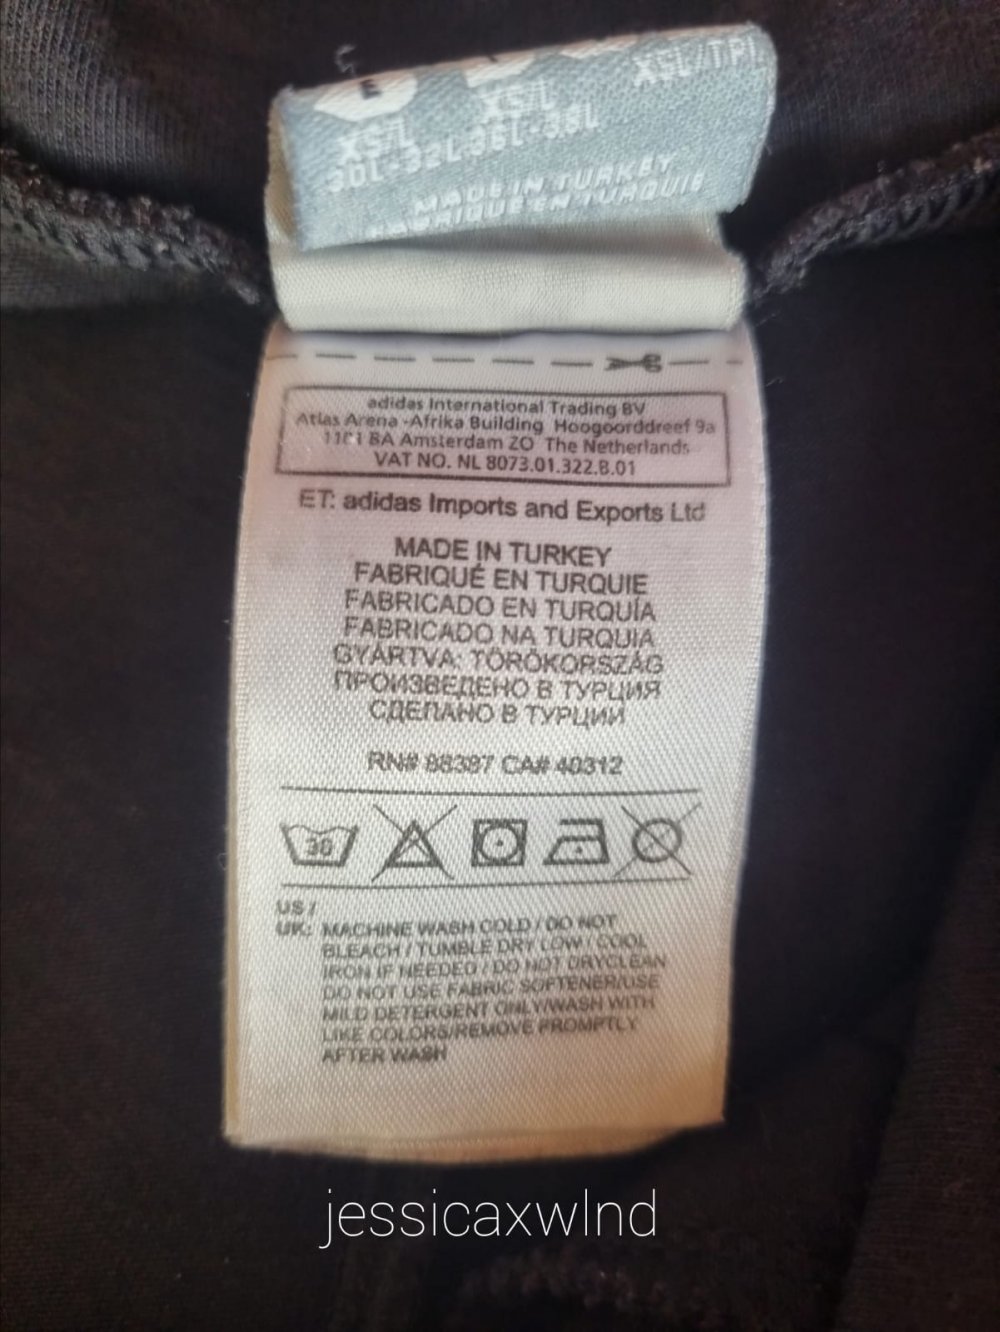 E
XS/L
XS/L
XSL/TPL
30L-32L
36L-38L
MADE IN TURKEY
FABRIQUE EN TURQUIE
adidas International Trading BV
Atlas Arena -Afrika Building Hoogoorddreef 9a
1101 BA Amsterdam ZO The Netherlands
VAT NO. NL 8073.01.322.B.01
ET: adidas Imports and Exports Ltd
MADE IN TURKEY
FABRIQUÉ EN TURQUIE
FABRICADO EN TURQUÍA
FABRICADO NA TURQUIA
GYÁRTVA: TÖRÖKORSZÁG
ПРОИЗВЕДЕНО В ТУРЦИЯ
СДЕЛАНО В ТУРЦИИ
RN# 88387 CA# 40312
30
US /
UK: MACHINE WASH COLD / DO NOT
BLEACH / TUMBLE DRY LOW / COOL
IRON IF NEEDED / DO NOT DRYCLEAN
DO NOT USE FABRIC SOFTENER/USE
MILD DETERGENT ONLY/WASH WITH
LIKE COLORS/REMOVE PROMPTLY
AFTER WASH
jessicaxwlnd